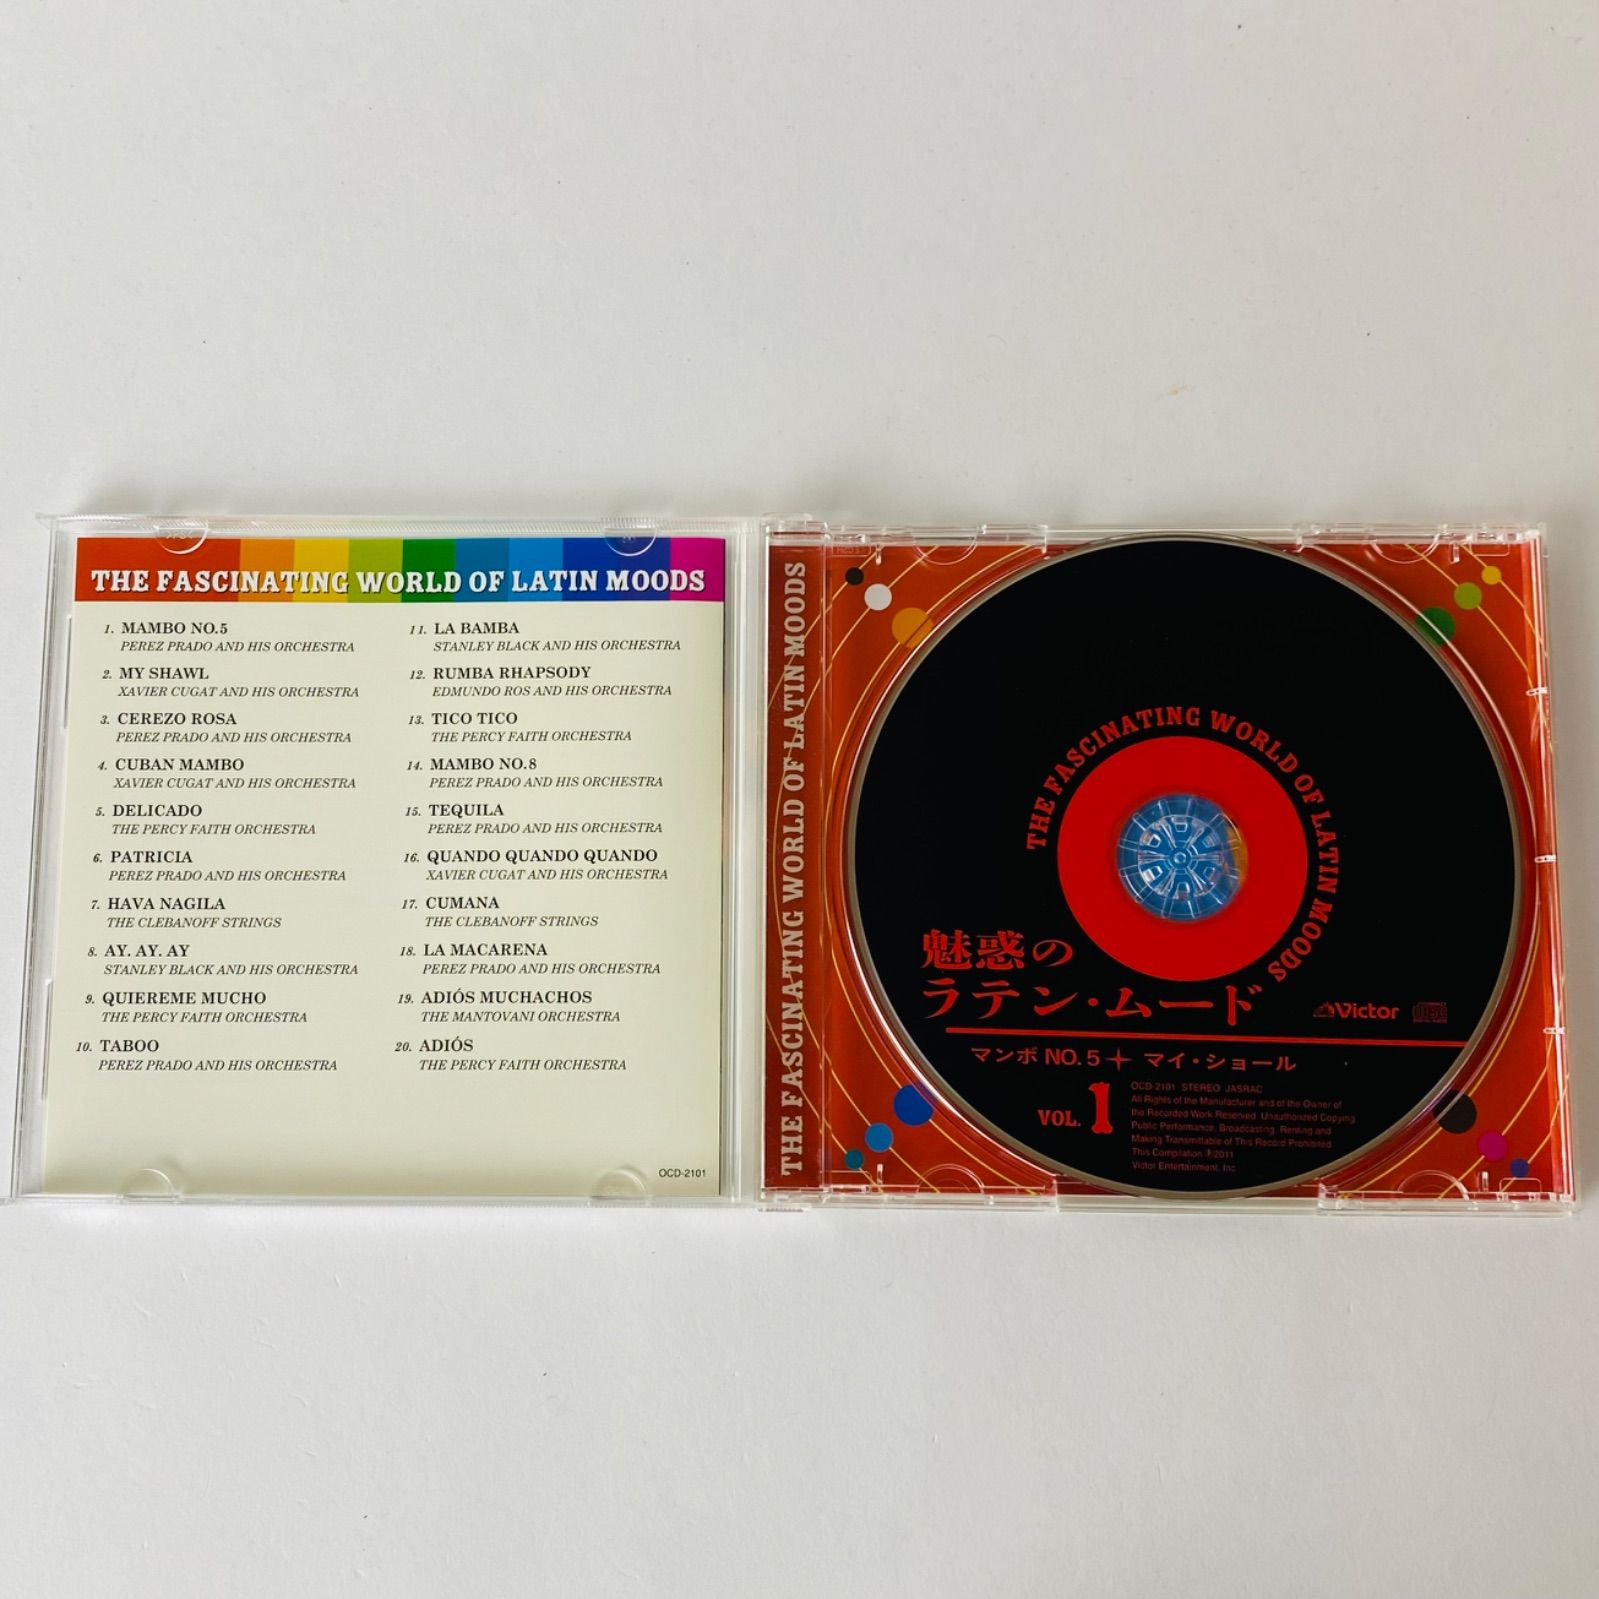 THE FASCINATING WORLD OF LATIN MOODS
1. MAMBO NO.5
PEREZ PRADO AND HIS ORCHESTRA
2. MY SHAWL
XAVIER CUGAT AND HIS ORCHESTRA
3. CEREZO ROSA
PEREZ PRADO AND HIS ORCHESTRA
4. CUBAN MAMBO
XAVIER CUGAT AND HIS ORCHESTRA
5. DELICADO
THE PERCY FAITH ORCHESTRA
6. PATRICIA
PEREZ PRADO AND HIS ORCHESTRA
7. HAVA NAGILA
THE CLEBANOFF STRINGS
8. AY. AY. AY
STANLEY BLACK AND HIS ORCHESTRA
9. QUIEREME MUCHO
THE PERCY FAITH ORCHESTRA
10. TABOO
PEREZ PRADO AND HIS ORCHESTRA
11. LA BAMBA
STANLEY BLACK AND HIS ORCHESTRA
12. RUMBA RHAPSODY
EDMUNDO ROS AND HIS ORCHESTRA
13. TICO TICO
THE PERCY FAITH ORCHESTRA
14. MAMBO NO.8
PEREZ PRADO AND HIS ORCHESTRA
15. TEQUILA
PEREZ PRADO AND HIS ORCHESTRA
16. QUANDO QUANDO QUANDO
XAVIER CUGAT AND HIS ORCHESTRA
17. CUMANA
THE CLEBANOFF STRINGS
18. LA MACARENA
PEREZ PRADO AND HIS ORCHESTRA
19. ADIÓS MUCHACHOS
THE MANTOVANI ORCHESTRA
20. ADIÓS
THE PERCY FAITH ORCHESTRA
OCD-2101
THE FASCINATING WORLD OF LATIN MOODS
THE FASCINATING WORLD OF LATIN MOODS
魅惑の
ラテン・ムード
Victor
マンボ NO.5 + マイ・ショール
VOL. 1
OCD-2101 STEREO JASRAC
All Rights of the Manufacturer and of the Owner of
the Recorded Work Reserved. Unauthorized Copying
Public Performance, Broadcasting, Renting and
Making Transmittable of This Record Prohibited.
This Compilation ℗2011
Victor Entertainment, Inc